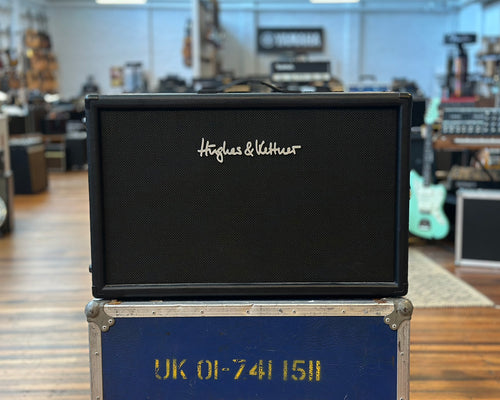 YAMAHA
Hughes & Kettner
UK 01-741 1511